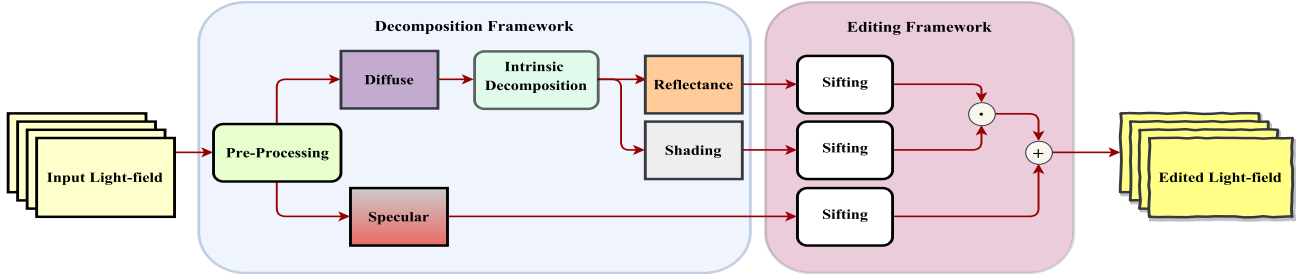 Decomposition Framework
Editing Framework
Diffuse
Intrinsic
Decomposition
Reflectance
Sifting
Input Light-field
Pre-Processing
Shading
Sifting
·
+
Edited Light-field
Specular
Sifting